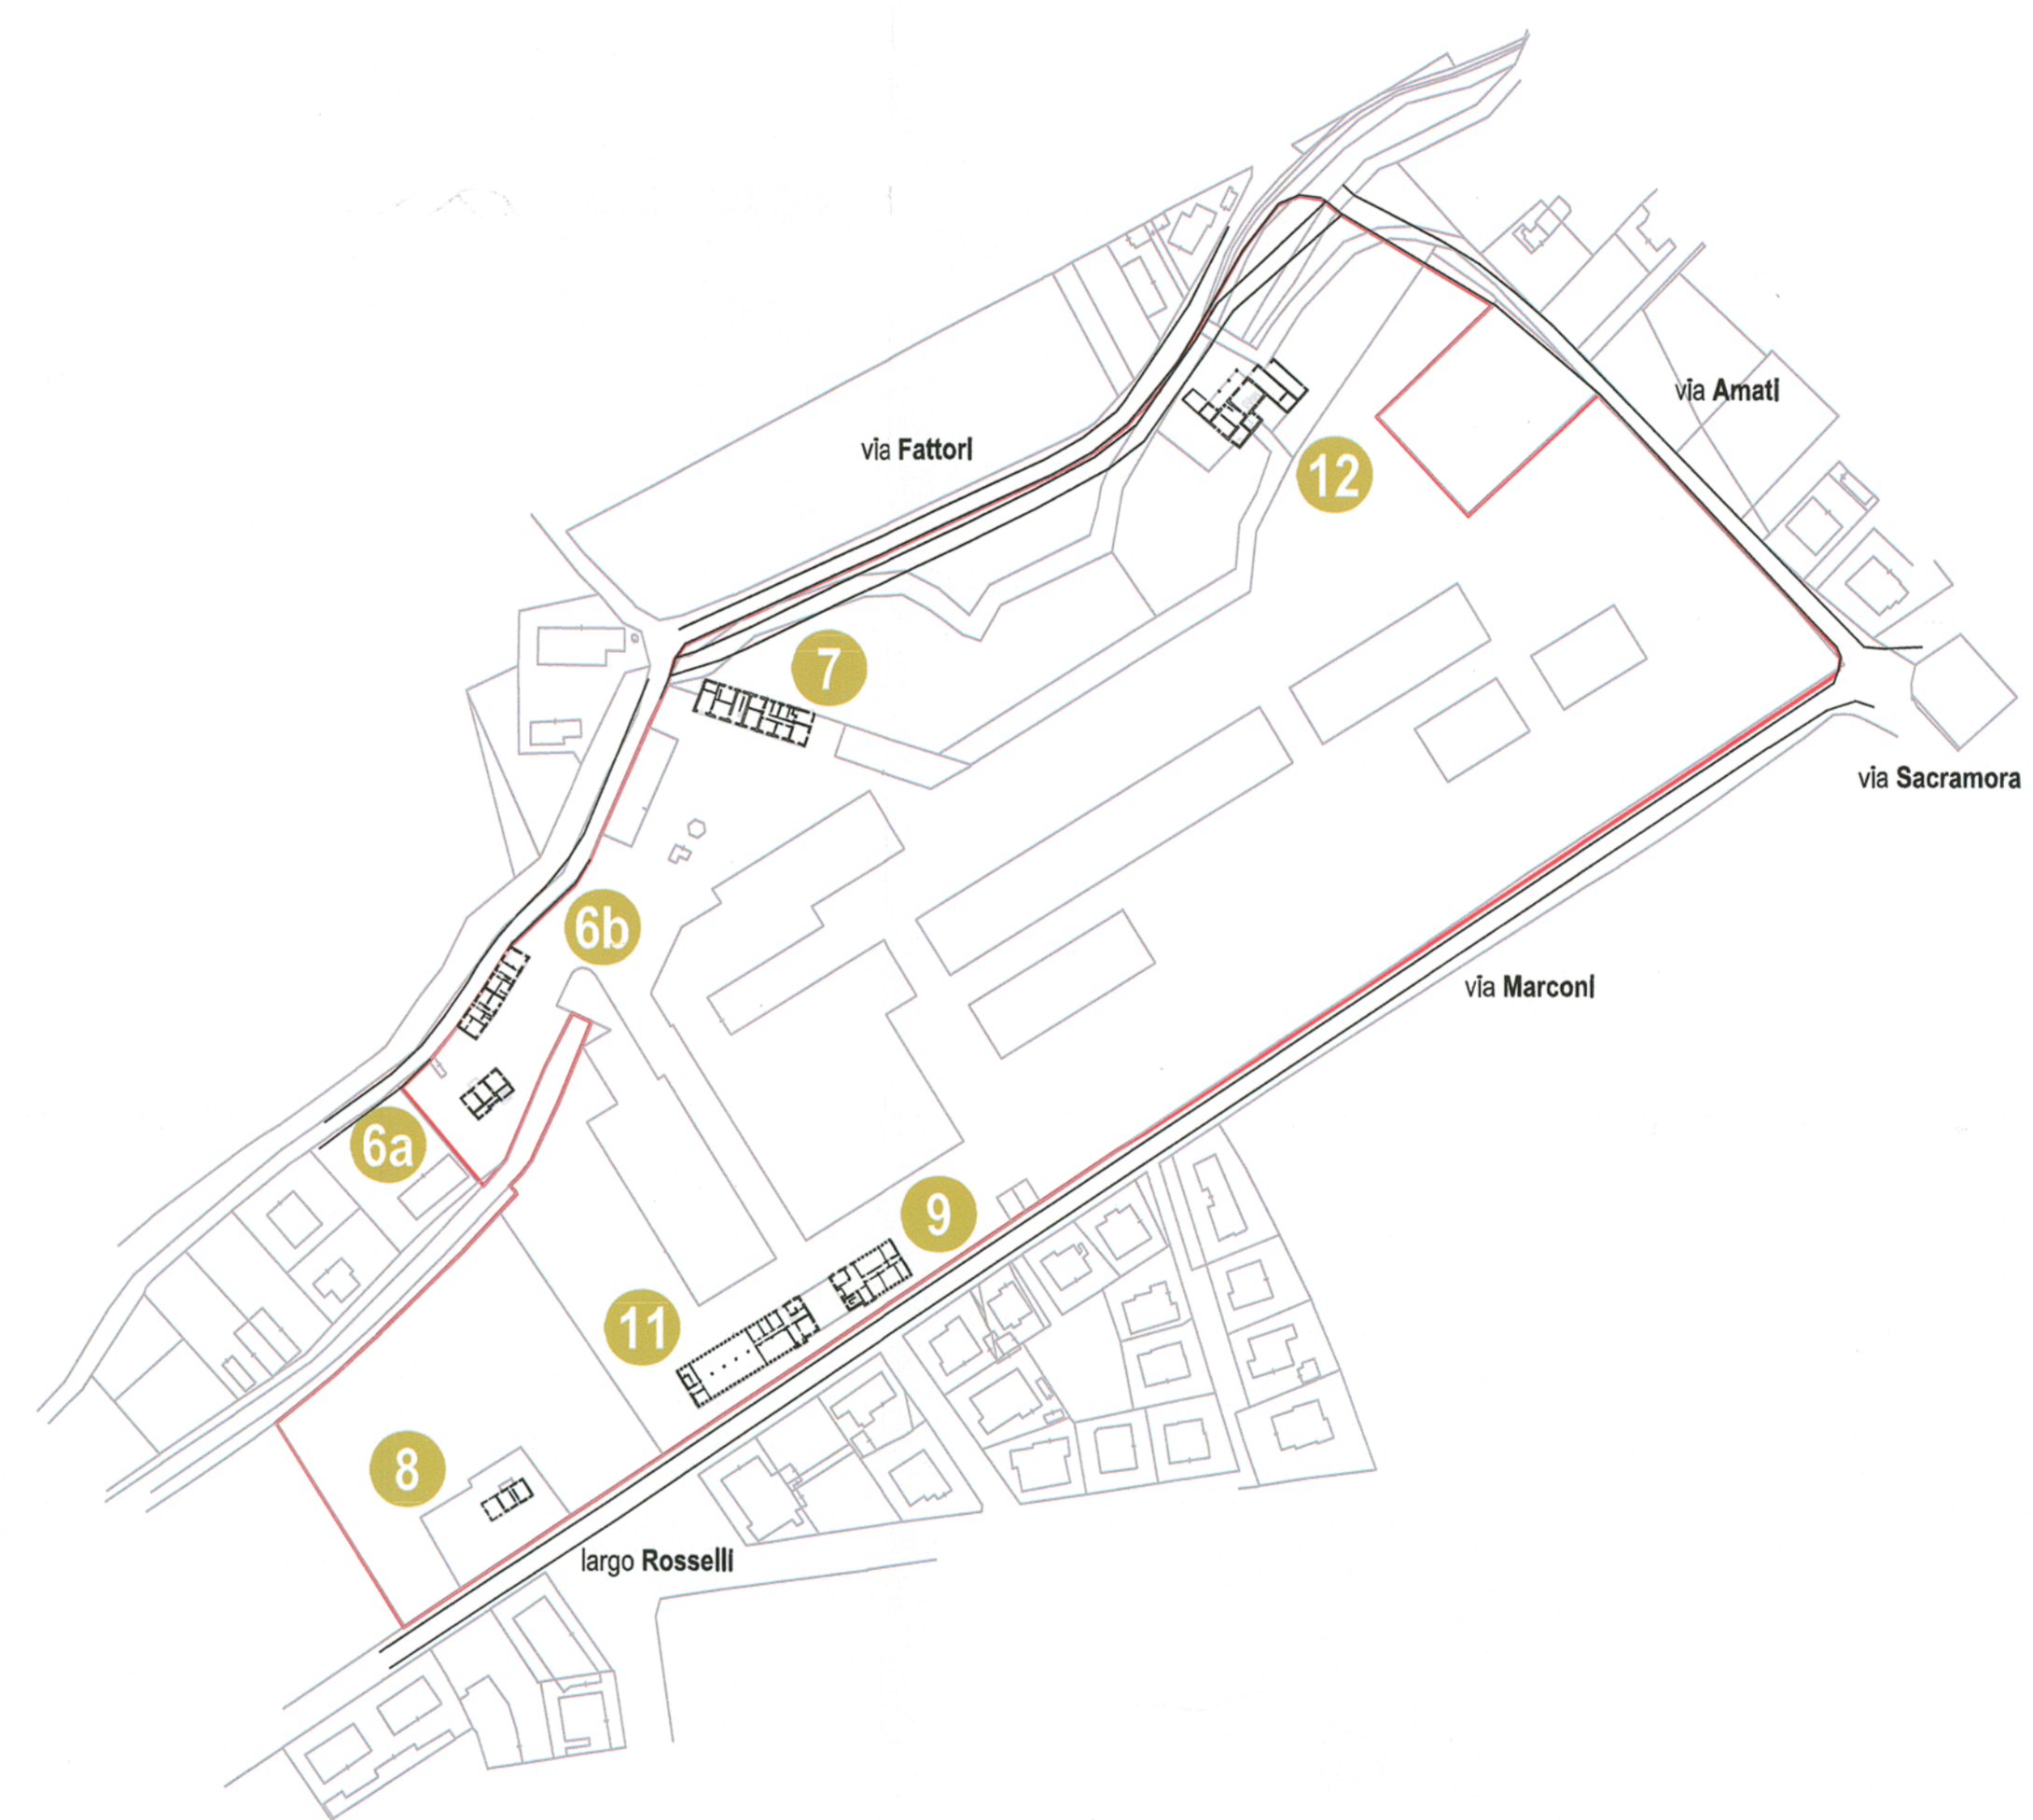 via Amati
via Fattori
12
7
via Sacramora
6b
via Marconi
6a
9
11
8
largo Rosselli